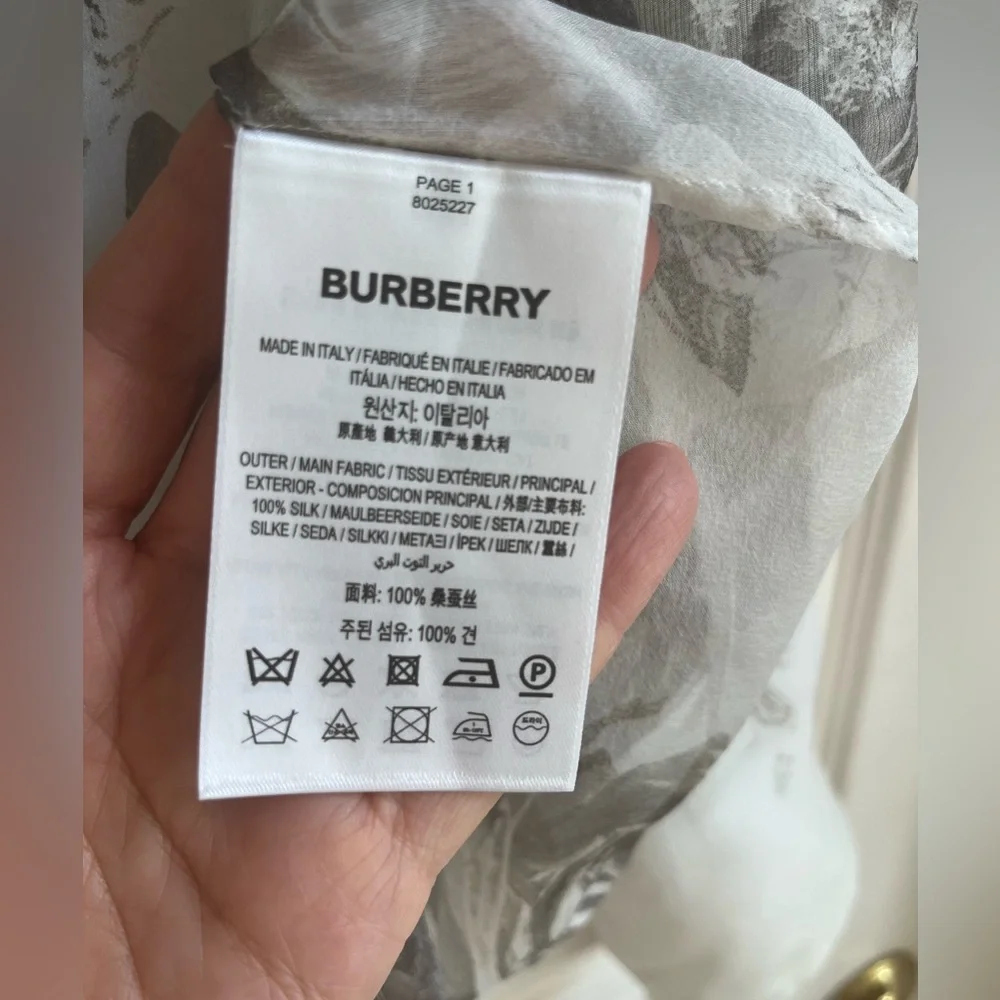 PAGE 1
8025227
BURBERRY
MADE IN ITALY / FABRIQUÉ EN ITALIE / FABRICADO EM
ITÁLIA / HECHO EN ITALIA
원산지: 이탈리아
原產地 義大利 / 原产地 意大利
OUTER / MAIN FABRIC / TISSU EXTÉRIEUR / PRINCIPAL /
EXTERIOR - COMPOSICION PRINCIPAL / 外部/主要布料:
100% SILK / MAULBEERSEIDE / SOIE / SETA / ZIJDE /
SILKE / SEDA / SILKKI / ΜΕΤΑΞΙ / İPEK / ШЕЛК / 蠶絲 /
حرير التوت البري
面料: 100% 桑蚕丝
주된 섬유: 100% 견
P
드라이